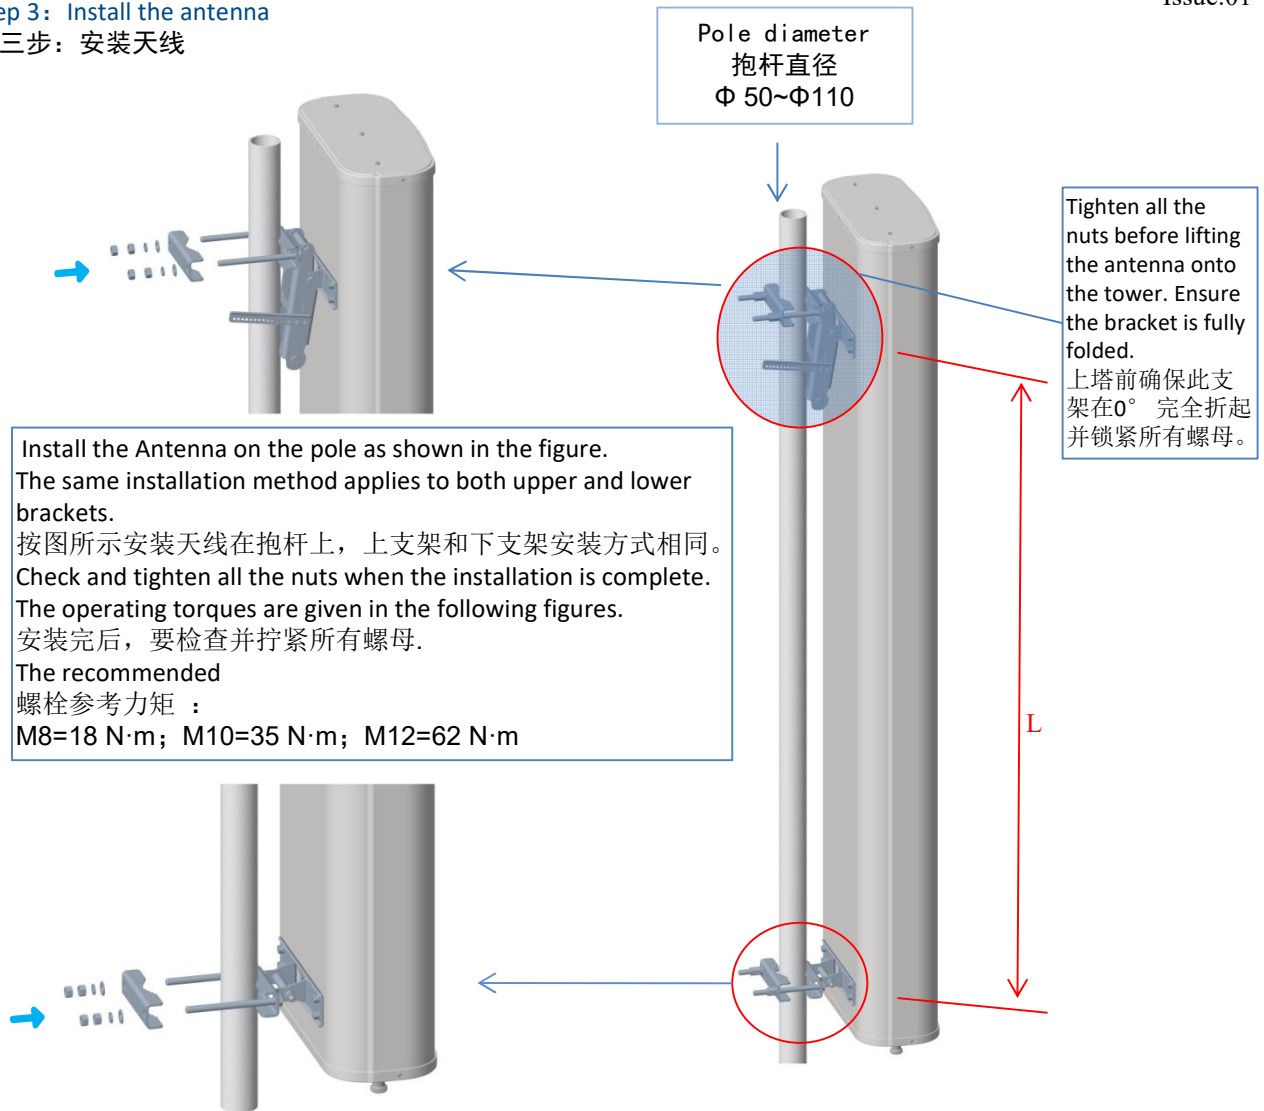 ep 3：Install the antenna
三步：安装天线
Issue:01
Pole diameter
抱杆直径
Φ 50~Φ110
Tighten all the
nuts before lifting
the antenna onto
the tower. Ensure
the bracket is fully
folded.
上塔前确保此支
架在0° 完全折起
并锁紧所有螺母。
Install the Antenna on the pole as shown in the figure.
The same installation method applies to both upper and lower
brackets.
按图所示安装天线在抱杆上，上支架和下支架安装方式相同。
Check and tighten all the nuts when the installation is complete.
The operating torques are given in the following figures.
安装完后，要检查并拧紧所有螺母.
The recommended
螺栓参考力矩 ：
M8=18 N·m；M10=35 N·m；M12=62 N·m
L